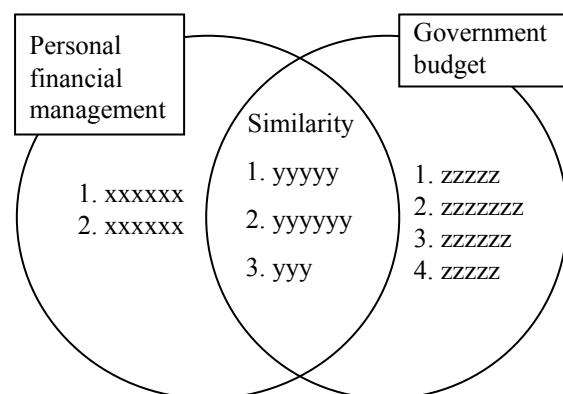 Personal
financial
management
Government
budget
Similarity
1. xxxxxx
2. xxxxxx
1. yyyyy
2. yyyyyy
3. yyy
1. zzzzz
2. zzzzzzz
3. zzzzzz
4. zzzzz